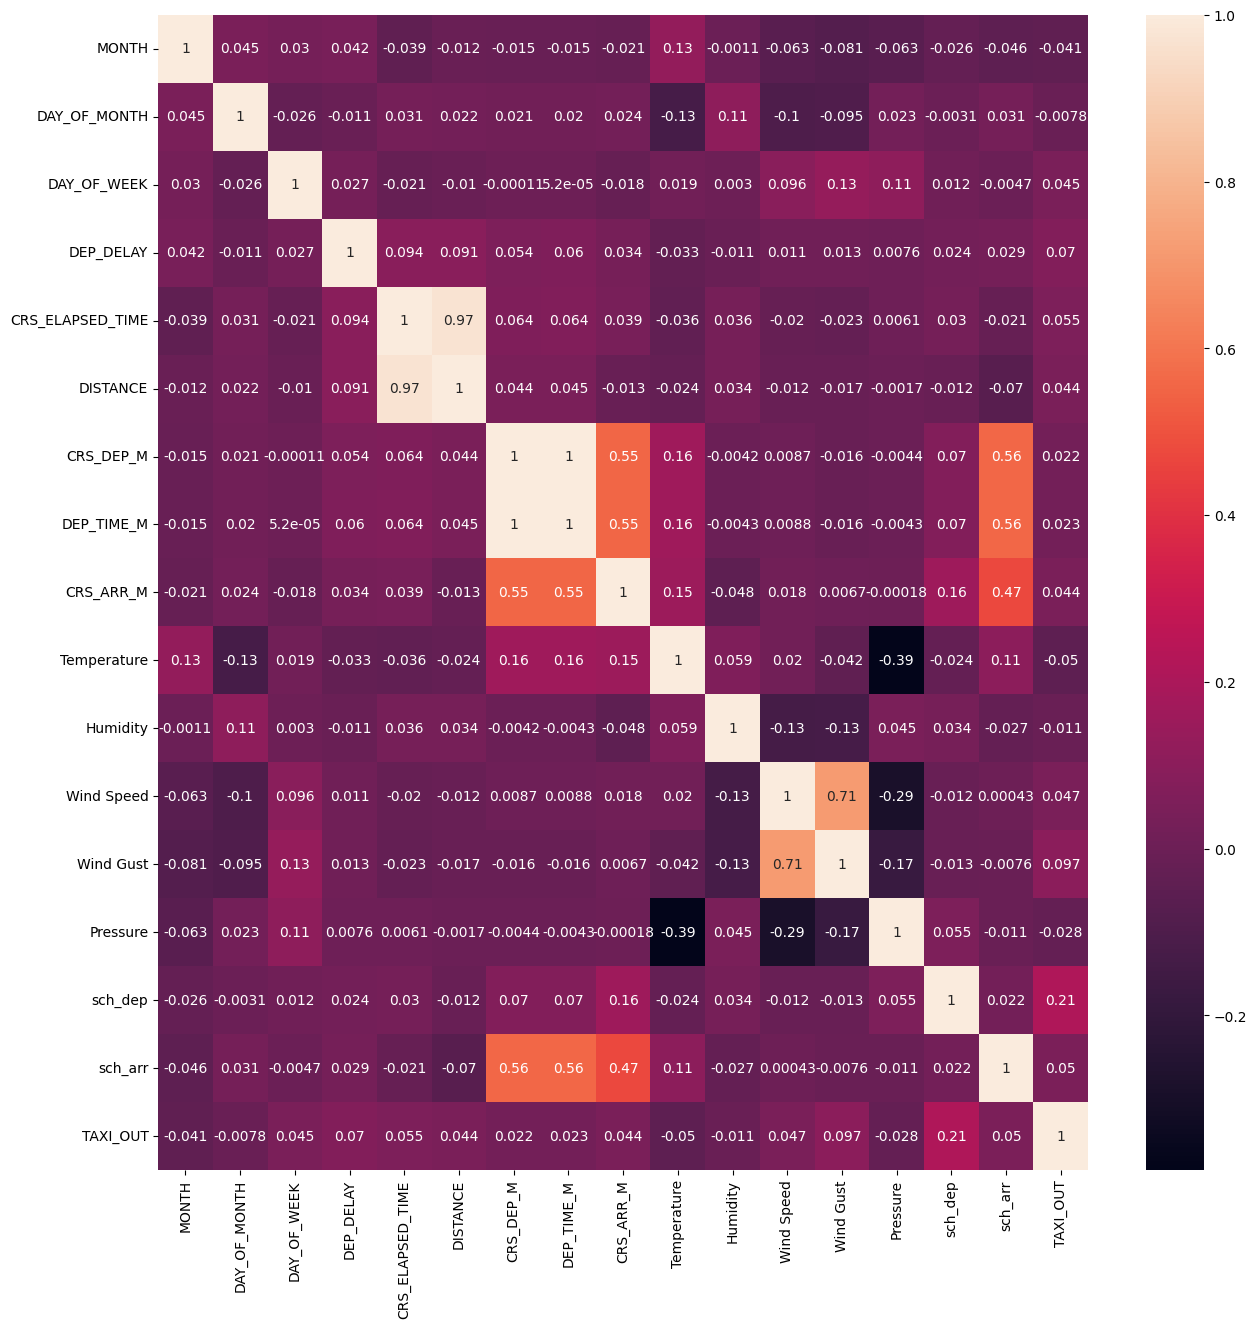 MONTH 1 0.045 0.03 0.042 -0.039 -0.012 -0.015 -0.015 -0.021 0.13 -0.0011 -0.063 -0.081 -0.063 -0.026 -0.046 -0.041
DAY_OF_MONTH 0.045 1 -0.026 -0.011 0.031 0.022 0.021 0.02 0.024 -0.13 0.11 -0.1 -0.095 0.023 -0.0031 0.031 -0.0078
DAY_OF_WEEK 0.03 -0.026 1 0.027 -0.021 -0.01 -0.00011 5.2e-05 -0.018 0.019 0.003 0.096 0.13 0.11 0.012 -0.0047 0.045
DEP_DELAY 0.042 -0.011 0.027 1 0.094 0.091 0.054 0.06 0.034 -0.033 -0.011 0.011 0.013 0.0076 0.024 0.029 0.07
CRS_ELAPSED_TIME -0.039 0.031 -0.021 0.094 1 0.97 0.064 0.064 0.039 -0.036 0.036 -0.02 -0.023 0.0061 0.03 -0.021 0.055
DISTANCE -0.012 0.022 -0.01 0.091 0.97 1 0.044 0.045 -0.013 -0.024 0.034 -0.012 -0.017 -0.0017 -0.012 -0.07 0.044
CRS_DEP_M -0.015 0.021 -0.00011 0.054 0.064 0.044 1 1 0.55 0.16 -0.0042 0.0087 -0.016 -0.0044 0.07 0.56 0.022
DEP_TIME_M -0.015 0.02 5.2e-05 0.06 0.064 0.045 1 1 0.55 0.16 -0.0043 0.0088 -0.016 -0.0043 0.07 0.56 0.023
CRS_ARR_M -0.021 0.024 -0.018 0.034 0.039 -0.013 0.55 0.55 1 0.15 -0.048 0.018 0.0067 -0.00018 0.16 0.47 0.044
Temperature 0.13 -0.13 0.019 -0.033 -0.036 -0.024 0.16 0.16 0.15 1 0.059 0.02 -0.042 -0.39 -0.024 0.11 -0.05
Humidity -0.0011 0.11 0.003 -0.011 0.036 0.034 -0.0042 -0.0043 -0.048 0.059 1 -0.13 -0.13 0.045 0.034 -0.027 -0.011
Wind Speed -0.063 -0.1 0.096 0.011 -0.02 -0.012 0.0087 0.0088 0.018 0.02 -0.13 1 0.71 -0.29 -0.012 0.00043 0.047
Wind Gust -0.081 -0.095 0.13 0.013 -0.023 -0.017 -0.016 -0.016 0.0067 -0.042 -0.13 0.71 1 -0.17 -0.013 -0.0076 0.097
Pressure -0.063 0.023 0.11 0.0076 0.0061 -0.0017 -0.0044 -0.0043 -0.00018 -0.39 0.045 -0.29 -0.17 1 0.055 -0.011 -0.028
sch_dep -0.026 -0.0031 0.012 0.024 0.03 -0.012 0.07 0.07 0.16 -0.024 0.034 -0.012 -0.013 0.055 1 0.022 0.21
sch_arr -0.046 0.031 -0.0047 0.029 -0.021 -0.07 0.56 0.56 0.47 0.11 -0.027 0.00043 -0.0076 -0.011 0.022 1 0.05
TAXI_OUT -0.041 -0.0078 0.045 0.07 0.055 0.044 0.022 0.023 0.044 -0.05 -0.011 0.047 0.097 -0.028 0.21 0.05 1
MONTH
DAY_OF_MONTH
DAY_OF_WEEK
DEP_DELAY
CRS_ELAPSED_TIME
DISTANCE
CRS_DEP_M
DEP_TIME_M
CRS_ARR_M
Temperature
Humidity
Wind Speed
Wind Gust
Pressure
sch_dep
sch_arr
TAXI_OUT
1.0
0.8
0.6
0.4
0.2
0.0
−0.2